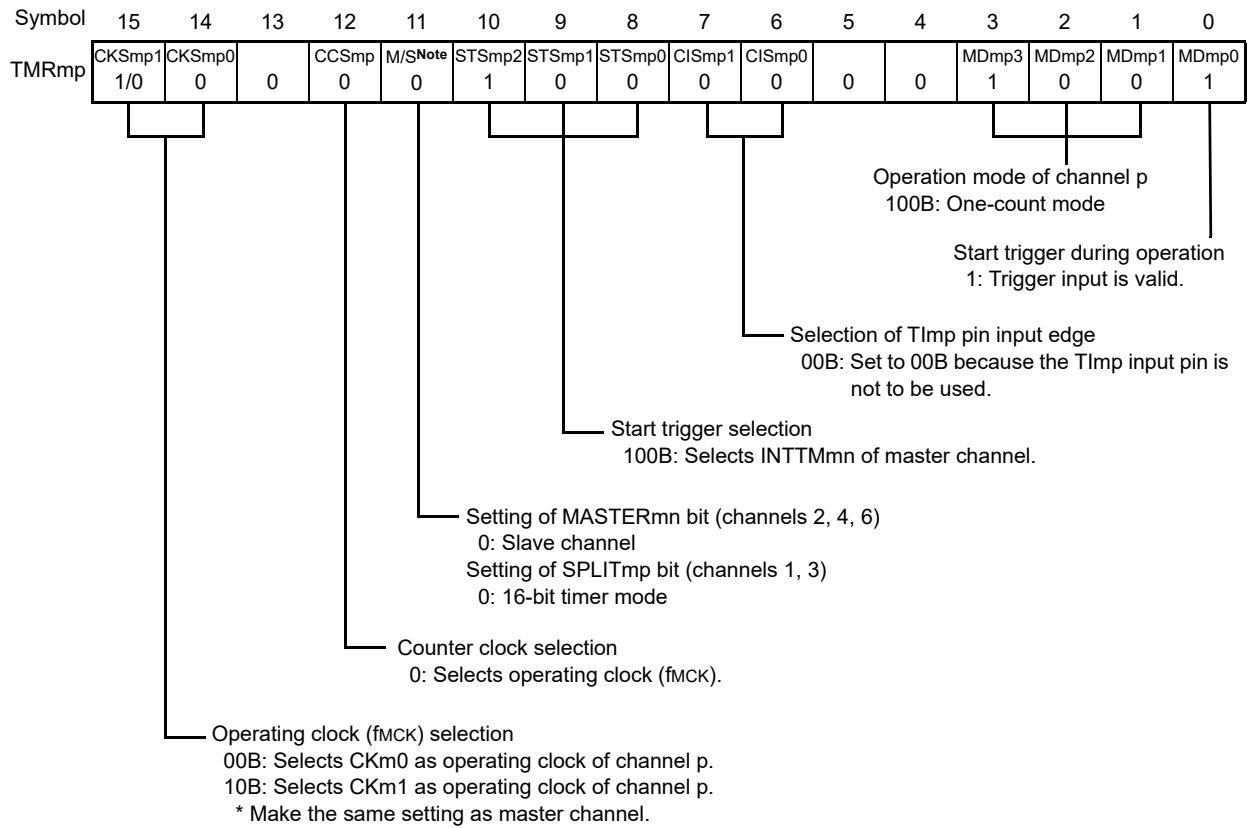 Symbol 15 14 13 12 11 10 9 8 7 6 5 4 3 2 1 0
TMRmp CKSmp1 CKSmp0 CCSmp M/SNote STSmp2 STSmp1 STSmp0 CISmp1 CISmp0 MDmp3 MDmp2 MDmp1 MDmp0
1/0 0 0 0 0 1 0 0 0 0 0 0 1 0 0 1
Operation mode of channel p
100B: One-count mode
Start trigger during operation
1: Trigger input is valid.
Selection of TImp pin input edge
00B: Set to 00B because the TImp input pin is
not to be used.
Start trigger selection
100B: Selects INTTMmn of master channel.
Setting of MASTERmn bit (channels 2, 4, 6)
0: Slave channel
Setting of SPLITmp bit (channels 1, 3)
0: 16-bit timer mode
Counter clock selection
0: Selects operating clock (fMCK).
Operating clock (fMCK) selection
00B: Selects CKm0 as operating clock of channel p.
10B: Selects CKm1 as operating clock of channel p.
* Make the same setting as master channel.